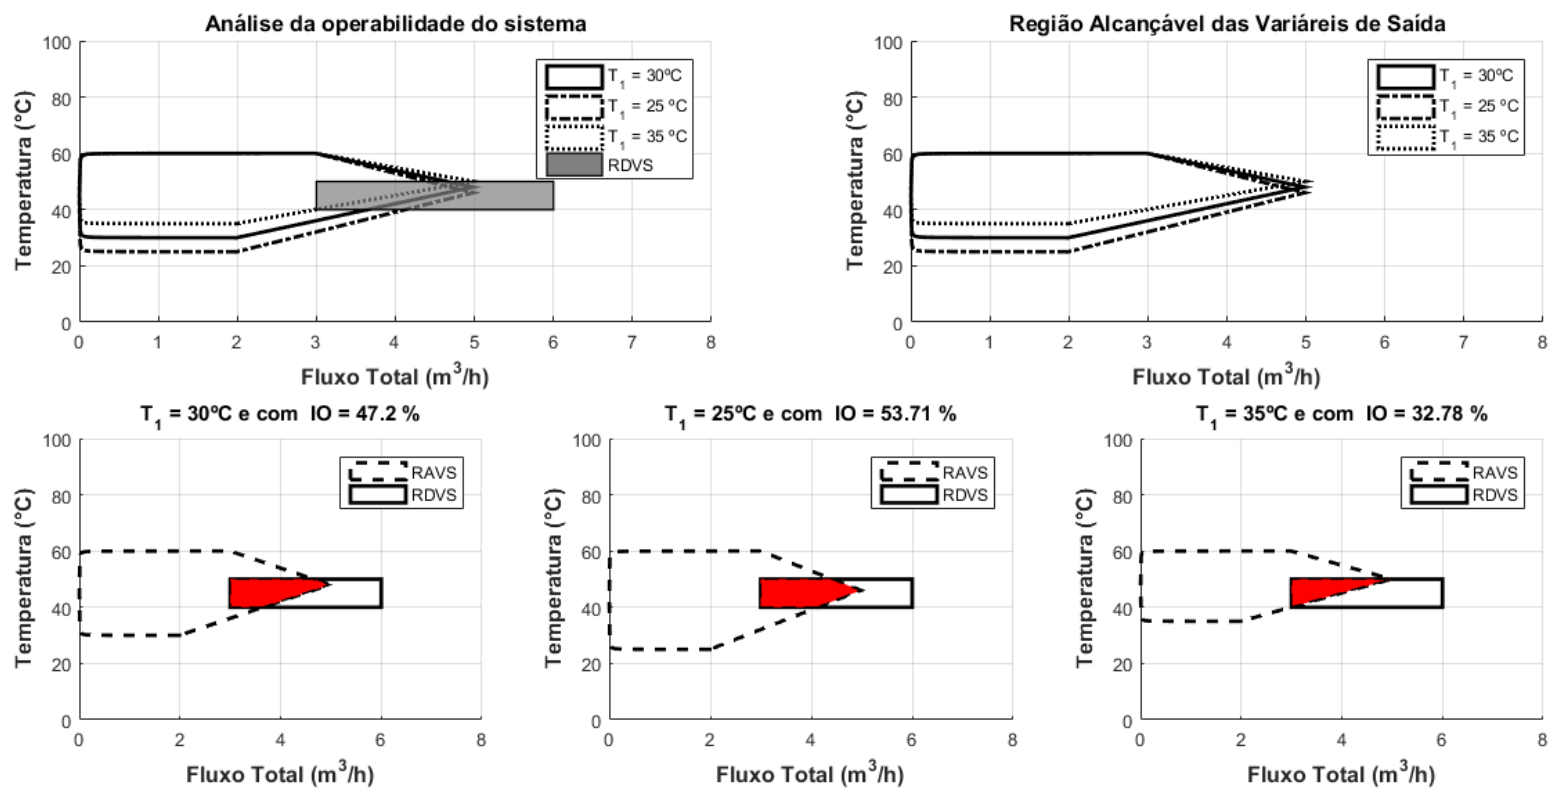 Análise da operabilidade do sistema
100
80
60
40
20
0
0 1 2 3 4 5 6 7 8
Temperatura (°C)
Fluxo Total (m³/h)
T₁ = 30ºC
T₁ = 25 ºC
T₁ = 35 ºC
RDVS
Região Alcançável das Variáreis de Saída
100
80
60
40
20
0
0 1 2 3 4 5 6 7 8
Temperatura (°C)
Fluxo Total (m³/h)
T₁ = 30ºC
T₁ = 25 ºC
T₁ = 35 ºC
T₁ = 30ºC e com IO = 47.2 %
100
80
60
40
20
0
0 2 4 6 8
Temperatura (°C)
Fluxo Total (m³/h)
RAVS
RDVS
T₁ = 25ºC e com IO = 53.71 %
100
80
60
40
20
0
0 2 4 6 8
Temperatura (°C)
Fluxo Total (m³/h)
RAVS
RDVS
T₁ = 35ºC e com IO = 32.78 %
100
80
60
40
20
0
0 2 4 6 8
Temperatura (°C)
Fluxo Total (m³/h)
RAVS
RDVS